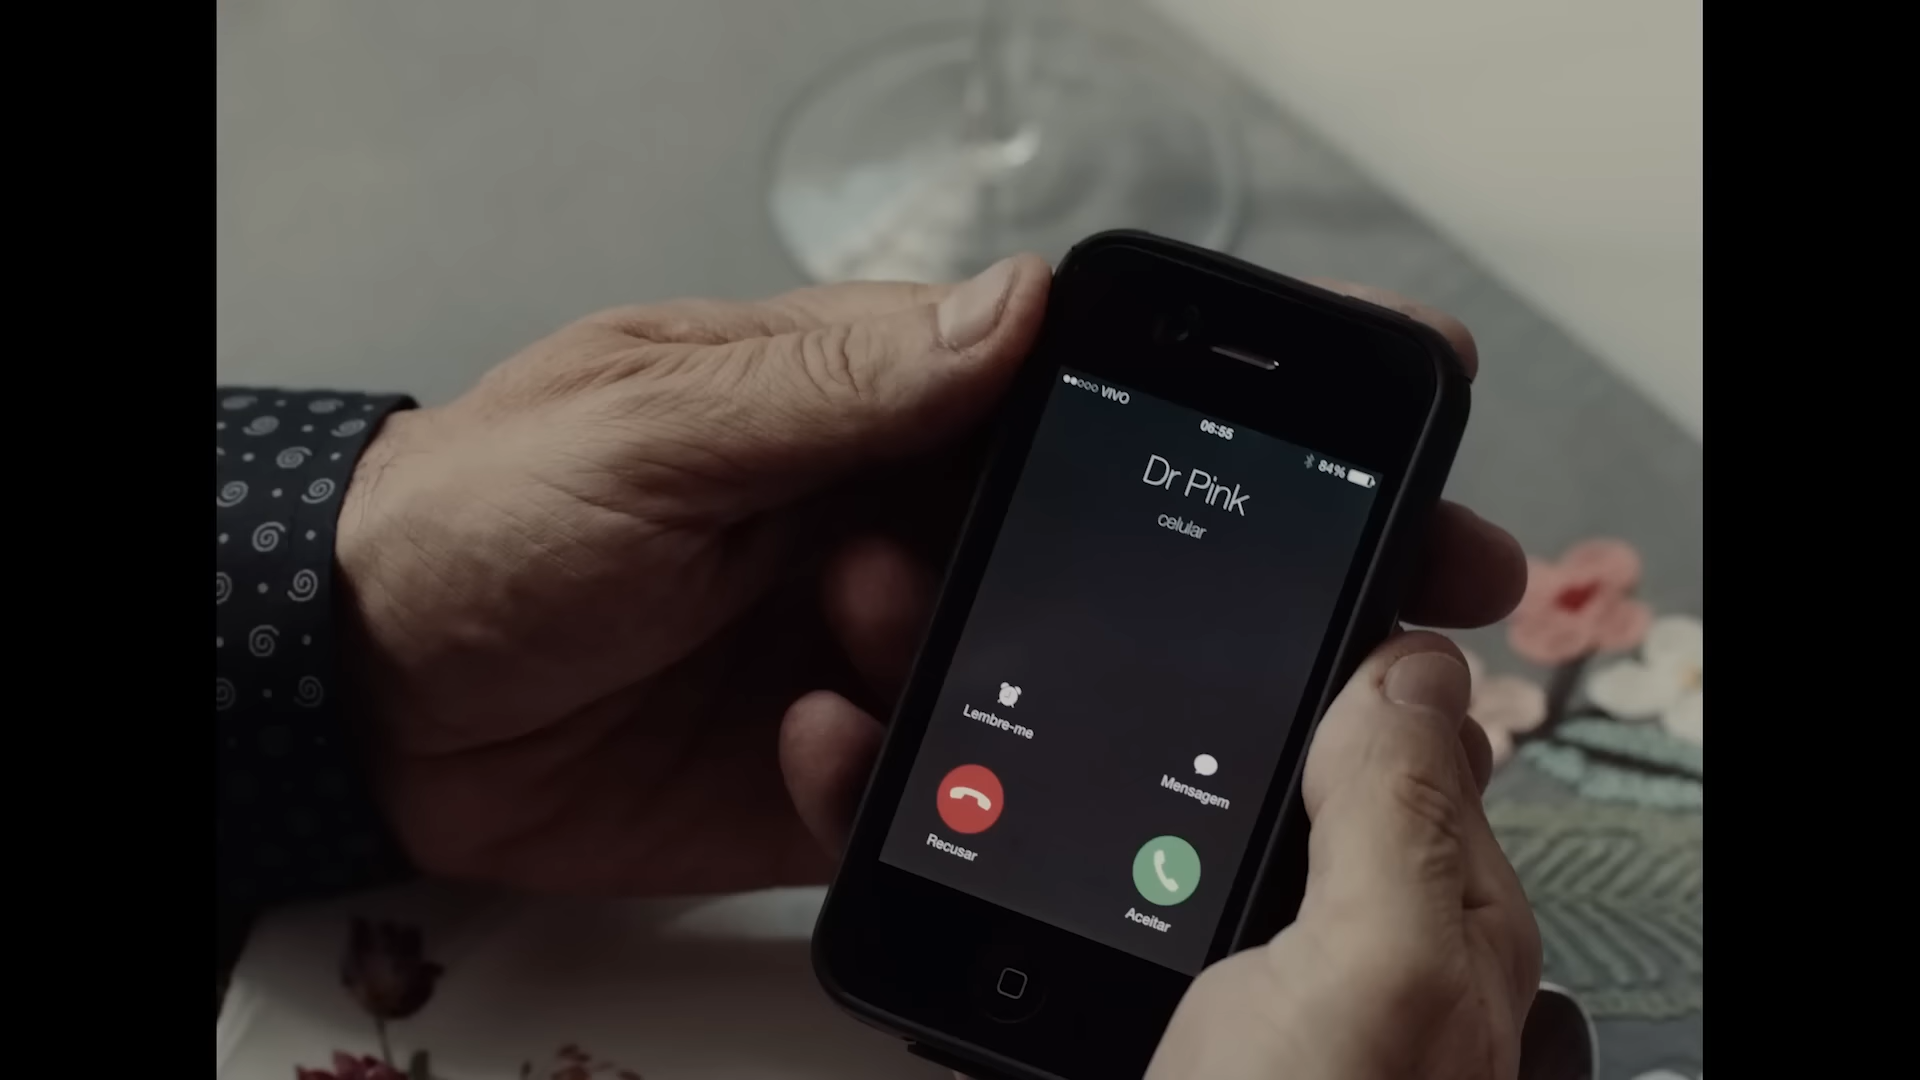 VIVO
06:55
84%
Dr Pink
celular
Lembre-me
Mensagem
Recusar
Aceitar